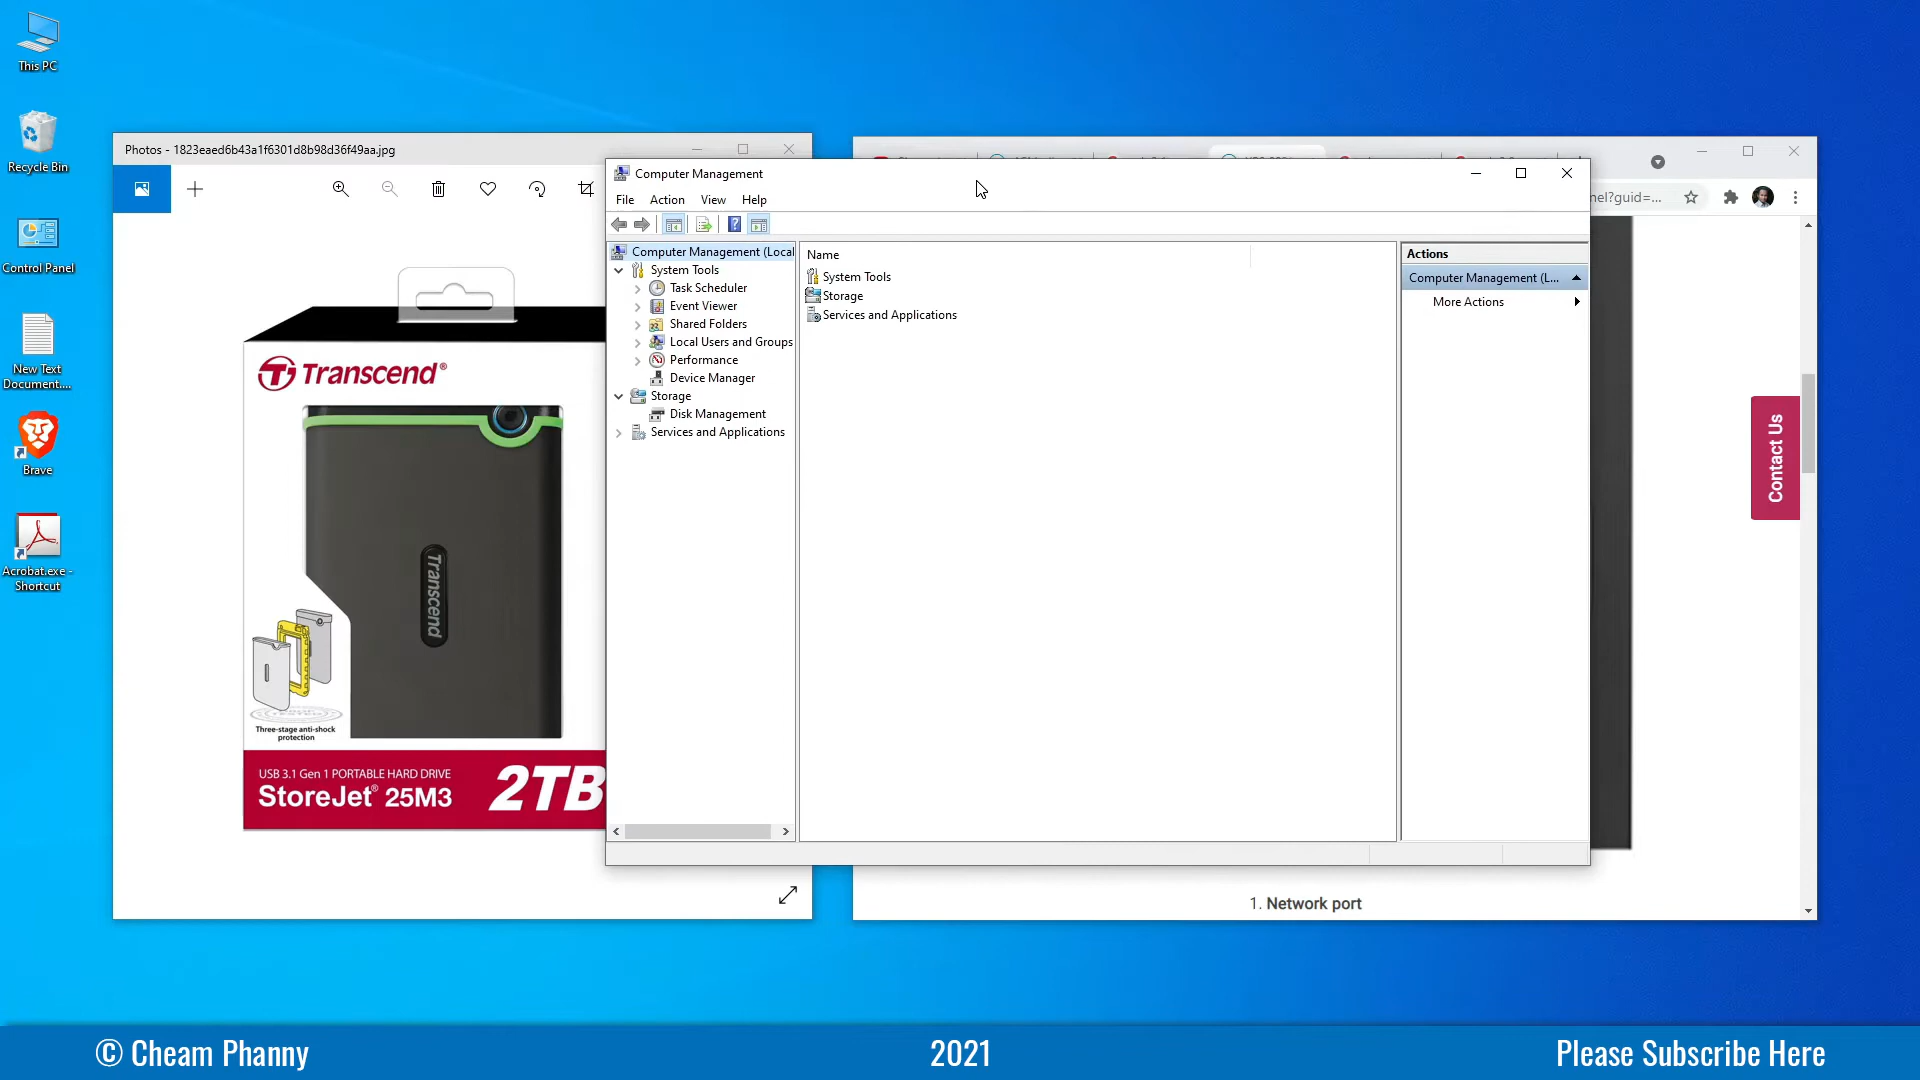 This PC
Recycle Bin
Control Panel
New Text
Document....
Brave
Acrobat.exe -
Shortcut
Photos - 1823eaed6b43a1f6301d8b98d36f49aa.jpg
Transcend®
Transcend
Three-stage anti-shock
protection
USB 3.1 Gen 1 PORTABLE HARD DRIVE
StoreJet® 25M3
2TB
Computer Management
File Action View Help
Computer Management (Local
System Tools
Task Scheduler
Event Viewer
Shared Folders
Local Users and Groups
Performance
Device Manager
Storage
Disk Management
Services and Applications
Name
System Tools
Storage
Services and Applications
Actions
Computer Management (L...
More Actions
nel?guid=...
Contact Us
1. Network port
© Cheam Phanny
2021
Please Subscribe Here